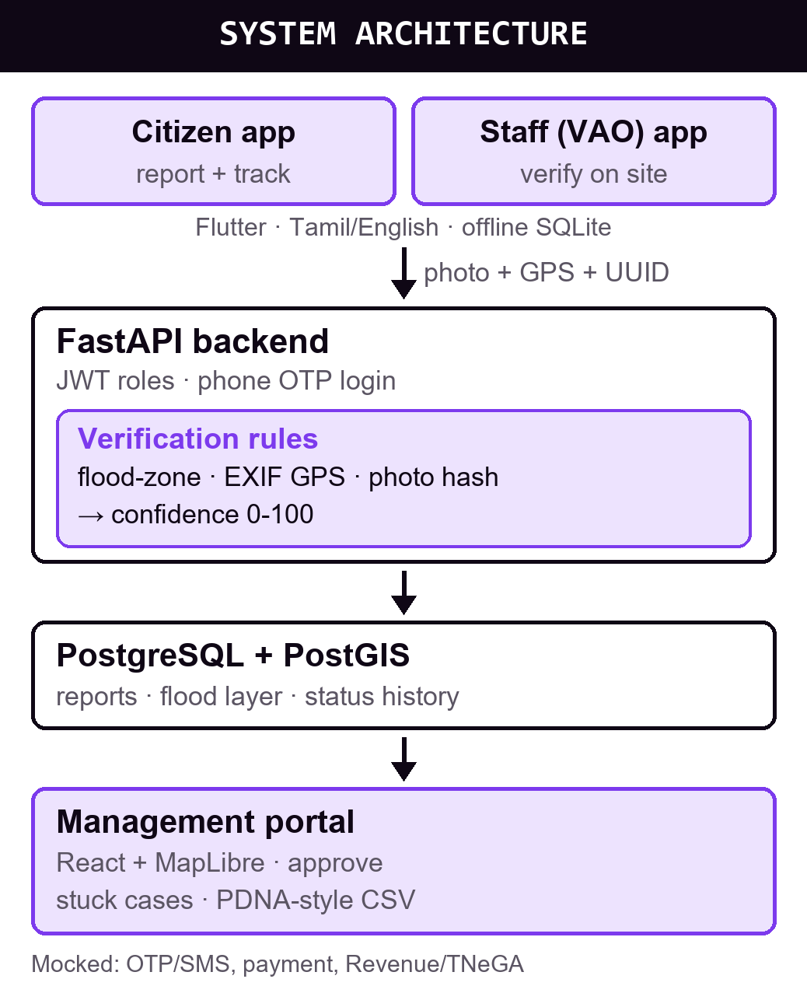 SYSTEM ARCHITECTURE
Citizen app
report + track
Staff (VAO) app
verify on site
Flutter · Tamil/English · offline SQLite
photo + GPS + UUID
FastAPI backend
JWT roles · phone OTP login
Verification rules
flood-zone · EXIF GPS · photo hash
→ confidence 0-100
PostgreSQL + PostGIS
reports · flood layer · status history
Management portal
React + MapLibre · approve
stuck cases · PDNA-style CSV
Mocked: OTP/SMS, payment, Revenue/TNeGA